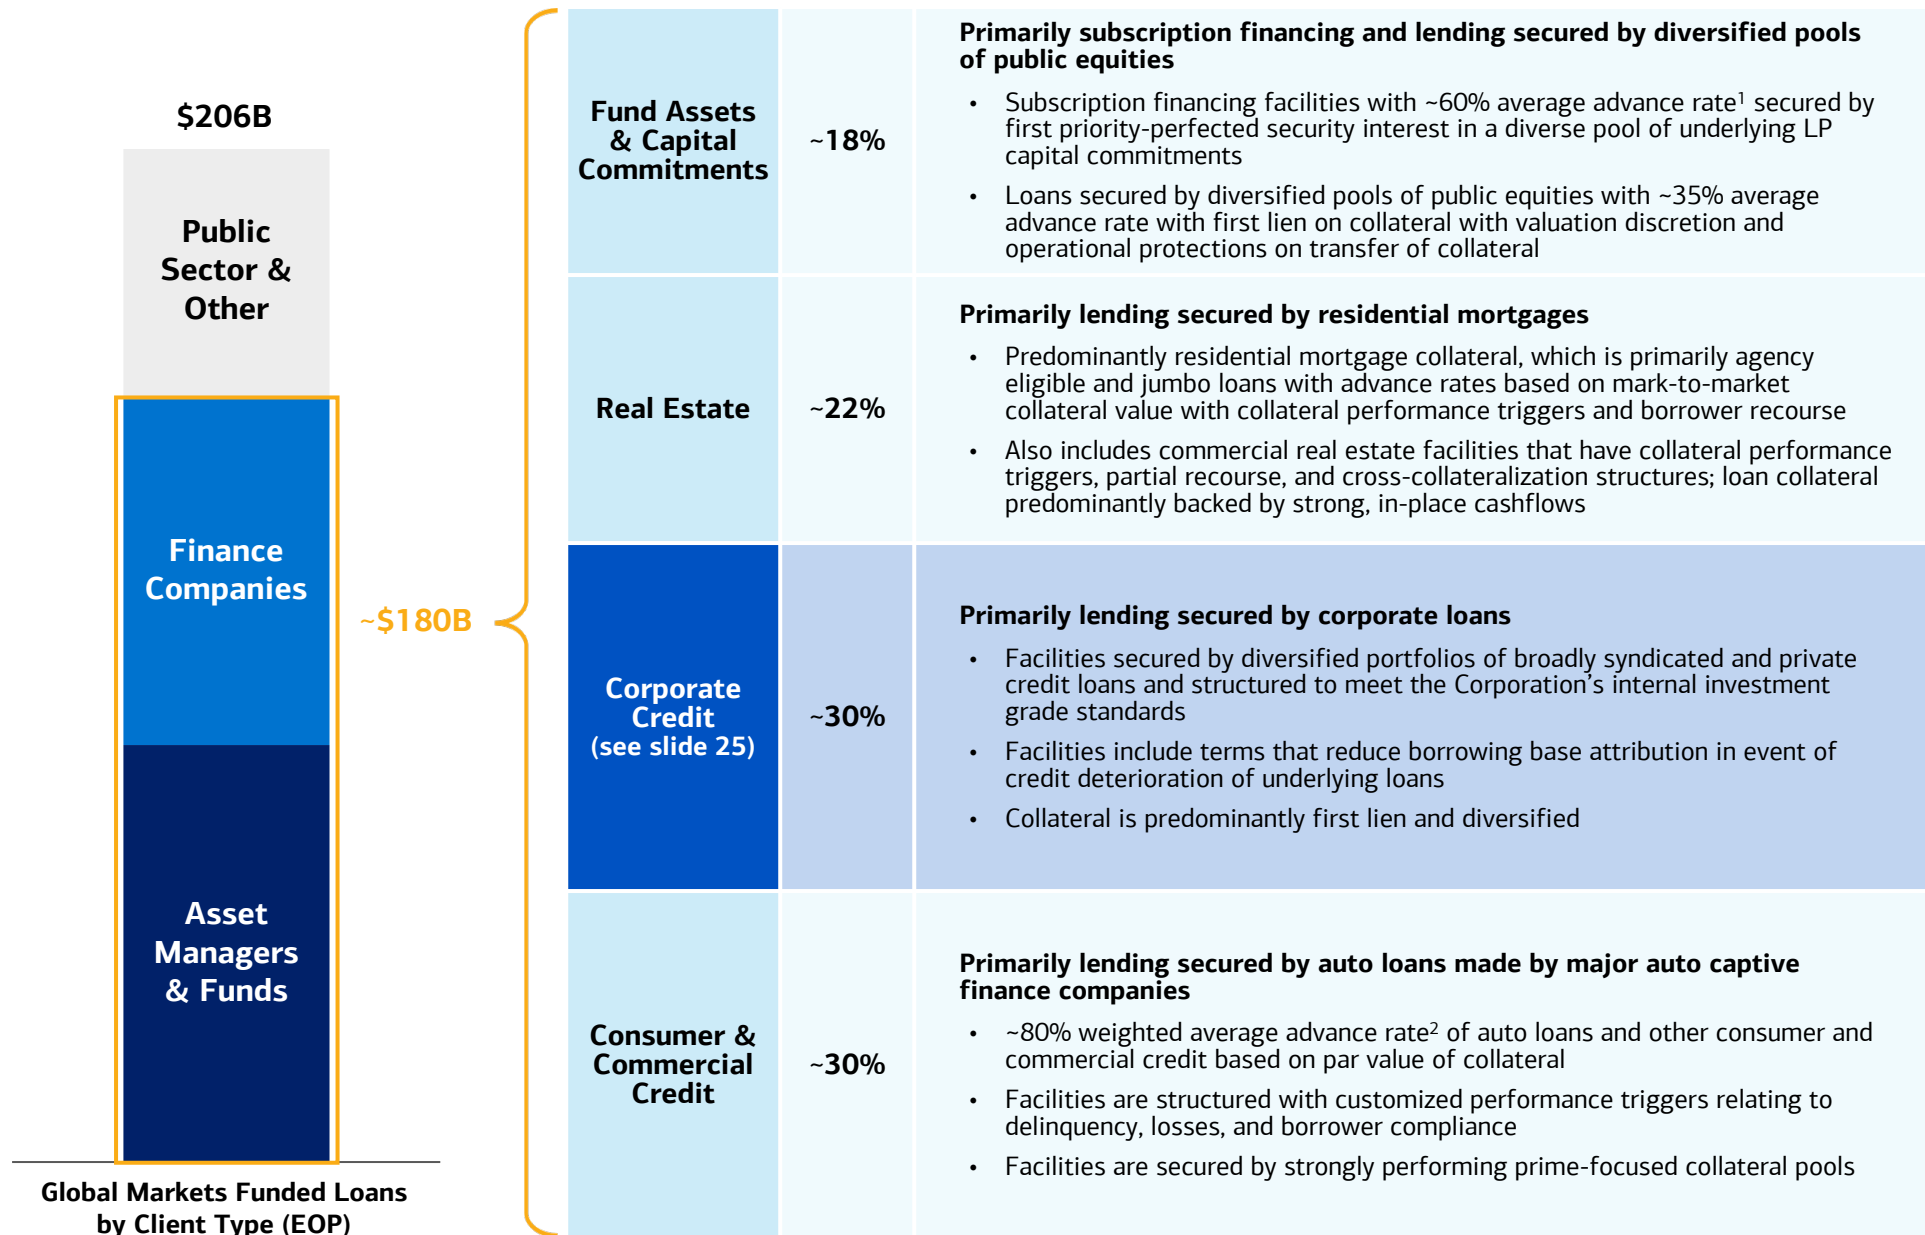 $206B
Public
Sector &
Other
Finance
Companies
Asset
Managers
& Funds
Global Markets Funded Loans
by Client Type (EOP)
~$180B
Fund Assets
& Capital
Commitments
~18%
Primarily subscription financing and lending secured by diversified pools
of public equities
• Subscription financing facilities with ~60% average advance rate¹ secured by
first priority-perfected security interest in a diverse pool of underlying LP
capital commitments
• Loans secured by diversified pools of public equities with ~35% average
advance rate with first lien on collateral with valuation discretion and
operational protections on transfer of collateral
Real Estate
~22%
Primarily lending secured by residential mortgages
• Predominantly residential mortgage collateral, which is primarily agency
eligible and jumbo loans with advance rates based on mark-to-market
collateral value with collateral performance triggers and borrower recourse
• Also includes commercial real estate facilities that have collateral performance
triggers, partial recourse, and cross-collateralization structures; loan collateral
predominantly backed by strong, in-place cashflows
Corporate
Credit
(see slide 25)
~30%
Primarily lending secured by corporate loans
• Facilities secured by diversified portfolios of broadly syndicated and private
credit loans and structured to meet the Corporation's internal investment
grade standards
• Facilities include terms that reduce borrowing base attribution in event of
credit deterioration of underlying loans
• Collateral is predominantly first lien and diversified
Consumer &
Commercial
Credit
~30%
Primarily lending secured by auto loans made by major auto captive
finance companies
• ~80% weighted average advance rate² of auto loans and other consumer and
commercial credit based on par value of collateral
• Facilities are structured with customized performance triggers relating to
delinquency, losses, and borrower compliance
• Facilities are secured by strongly performing prime-focused collateral pools